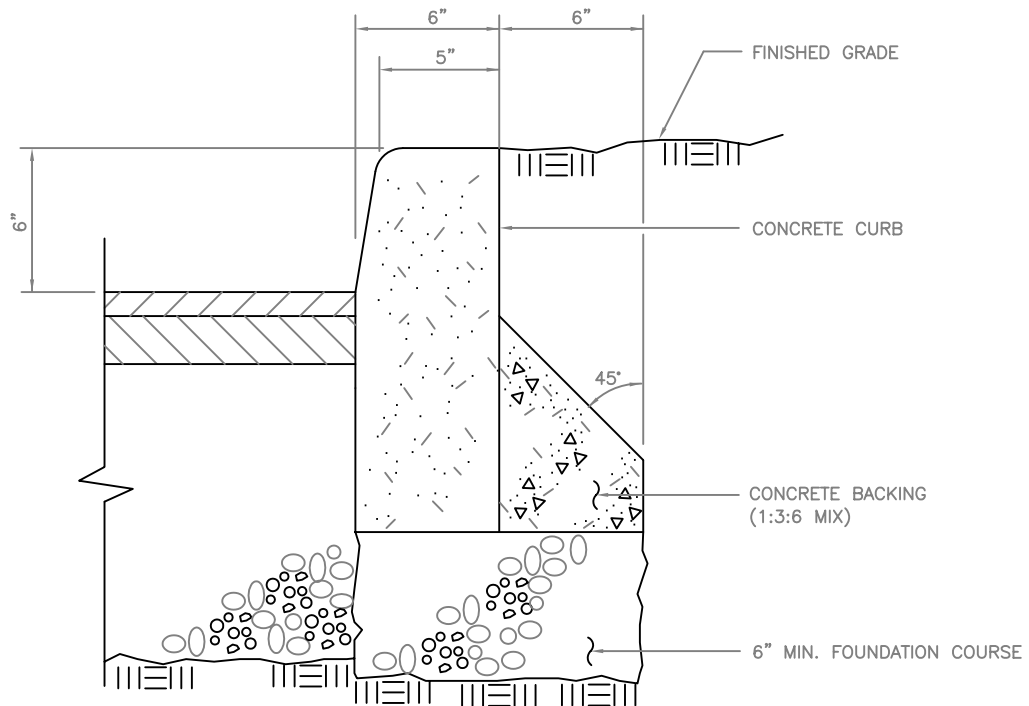 6" 6"
5"
FINISHED GRADE
6"
CONCRETE CURB
45°
CONCRETE BACKING
(1:3:6 MIX)
6" MIN. FOUNDATION COURSE